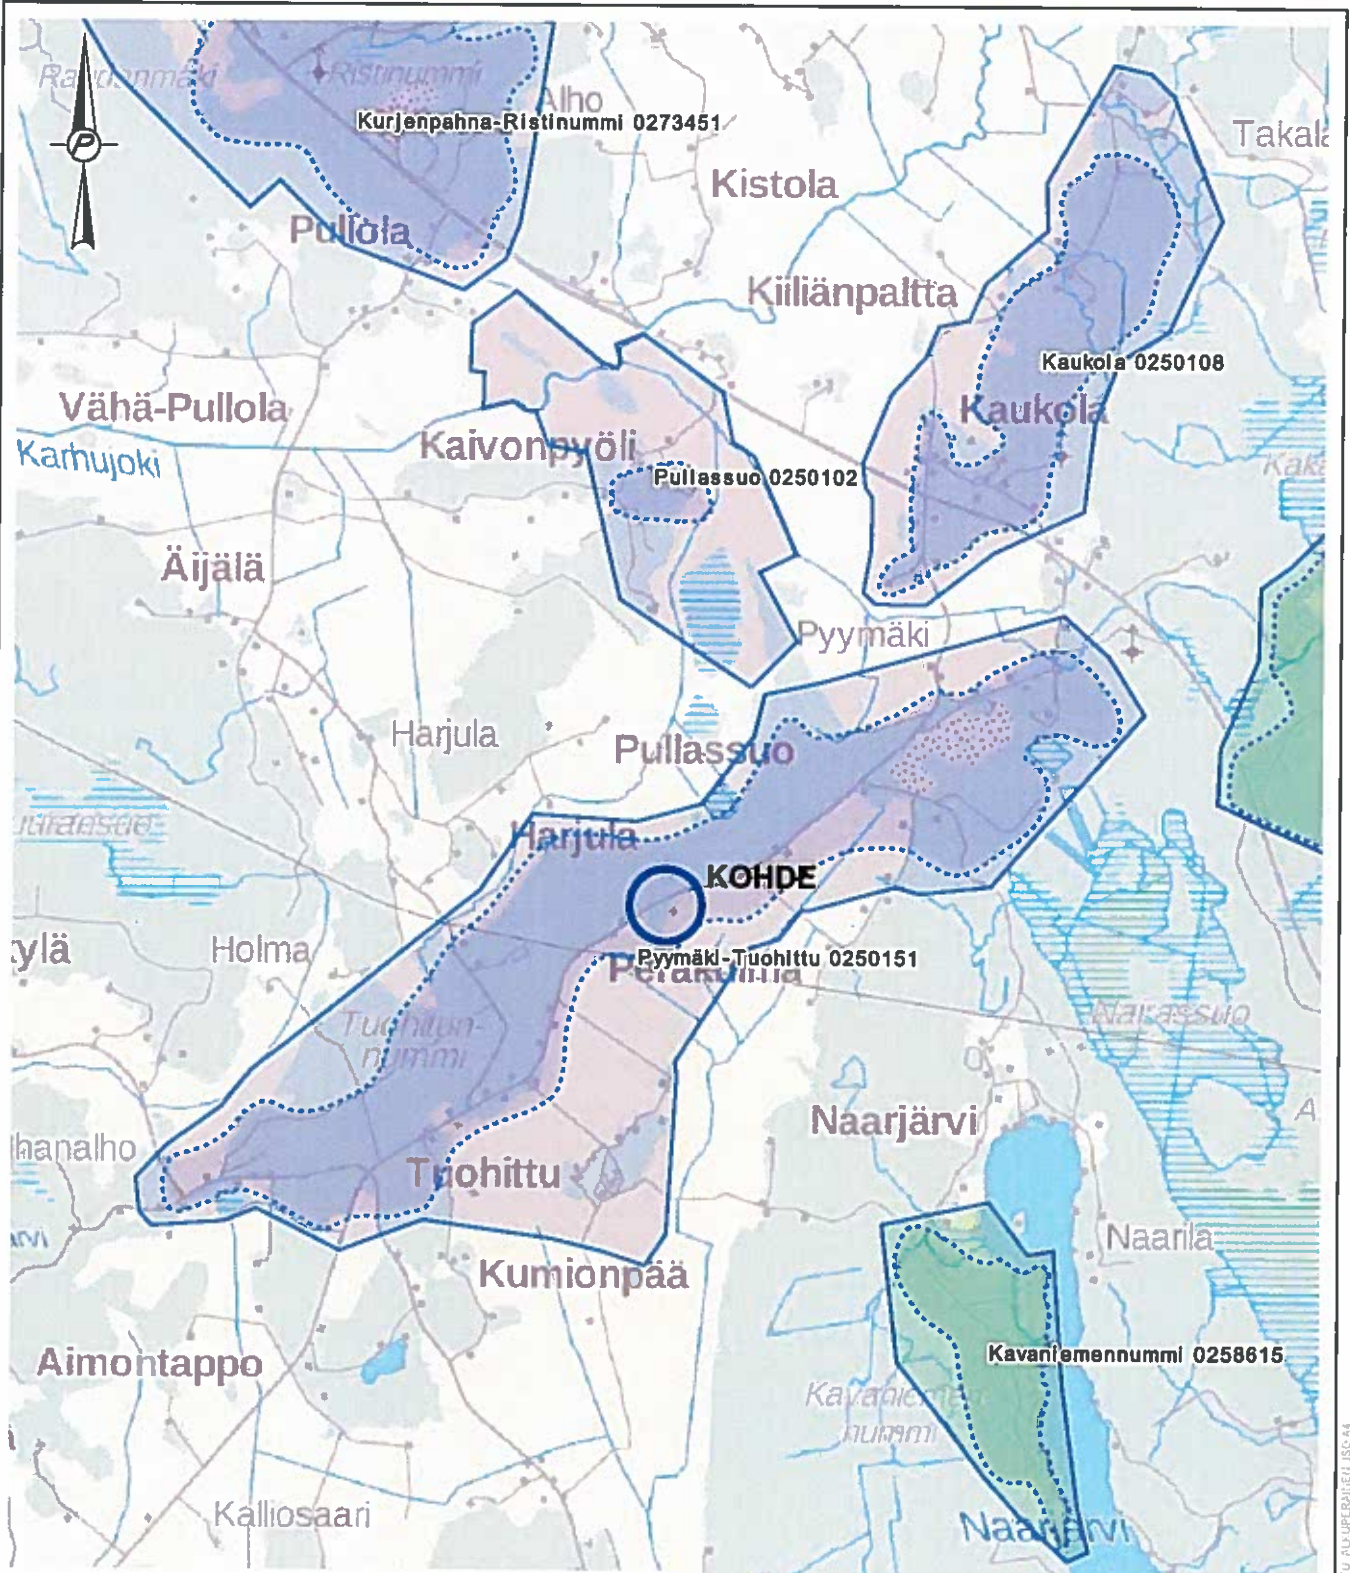 Ristinummi
Alho
Kurjenpahna-Ristinummi 0273451
P
Kistola
Pullola
Kiiliänpaltta
Kaukola 0250108
Kaukola
Vähä-Pullola
Karhujoki
Kaivonpyöli
Pullassuo 0250102
Äijälä
Pyymäki
Harjula
Pullassuo
Harjula
KOHDE
Holma
Pyymäki-Tuohittu 0250151
Tuohitun-
nummi
Nairassuo
Naarjärvi
Tuohittu
Naarila
Kumionpää
Aimontappo
Kavaniemennummi 0258615
Kavaniemen
nummi
Kalliosaari
Naarjärvi